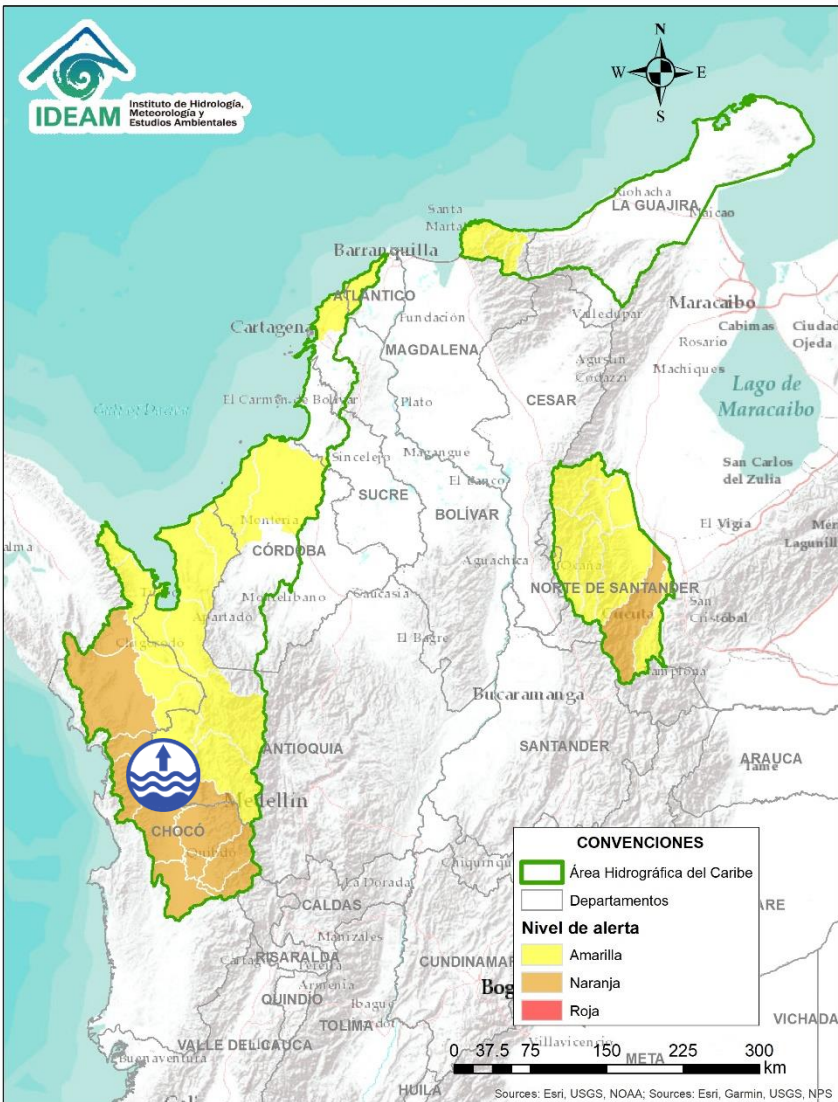 IDEAM
Instituto de Hidrología,
Meteorología y
Estudios Ambientales
N
W
E
S
Riohacha
LA GUAJIRA
Maicao
Santa
Marta
Barranquilla
ATLÁNTICO
Maracaibo
Cartagena
Fundación
Valledupar
Cabimas
Ciudad
Ojeda
Rosario
MAGDALENA
Machiques
Agustín
Codazzi
Lago de
Maracaibo
CESAR
El Carmen de Bolívar
Plato
Sincelejo
Magangué
San Carlos
del Zulia
El Banco
SUCRE
BOLÍVAR
Montería
El Vigía
CÓRDOBA
Ocaña
Aguachica
NORTE DE SANTANDER
Montelíbano
Caucasia
Apartadó
San
Cristóbal
Cúcuta
El Bagre
Pamplona
Bucaramanga
ANTIOQUIA
SANTANDER
ARAUCA
Tame
Medellín
CHOCÓ
Quibdó
La Dorada
CALDAS
Manizales
RISARALDA
Pereira
CUNDINAMAR
Armenia
QUINDÍO
Ibagué
TOLIMA
Bog
VICHADA
Villavicencio
VALLE DEL CAUCA
META
Buenaventura
HUILA
CONVENCIONES
Área Hidrográfica del Caribe
Departamentos
Nivel de alerta
Amarilla
Naranja
Roja
0 37.5 75 150 225 300
km
Sources: Esri, USGS, NOAA; Sources: Esri, Garmin, USGS, NPS